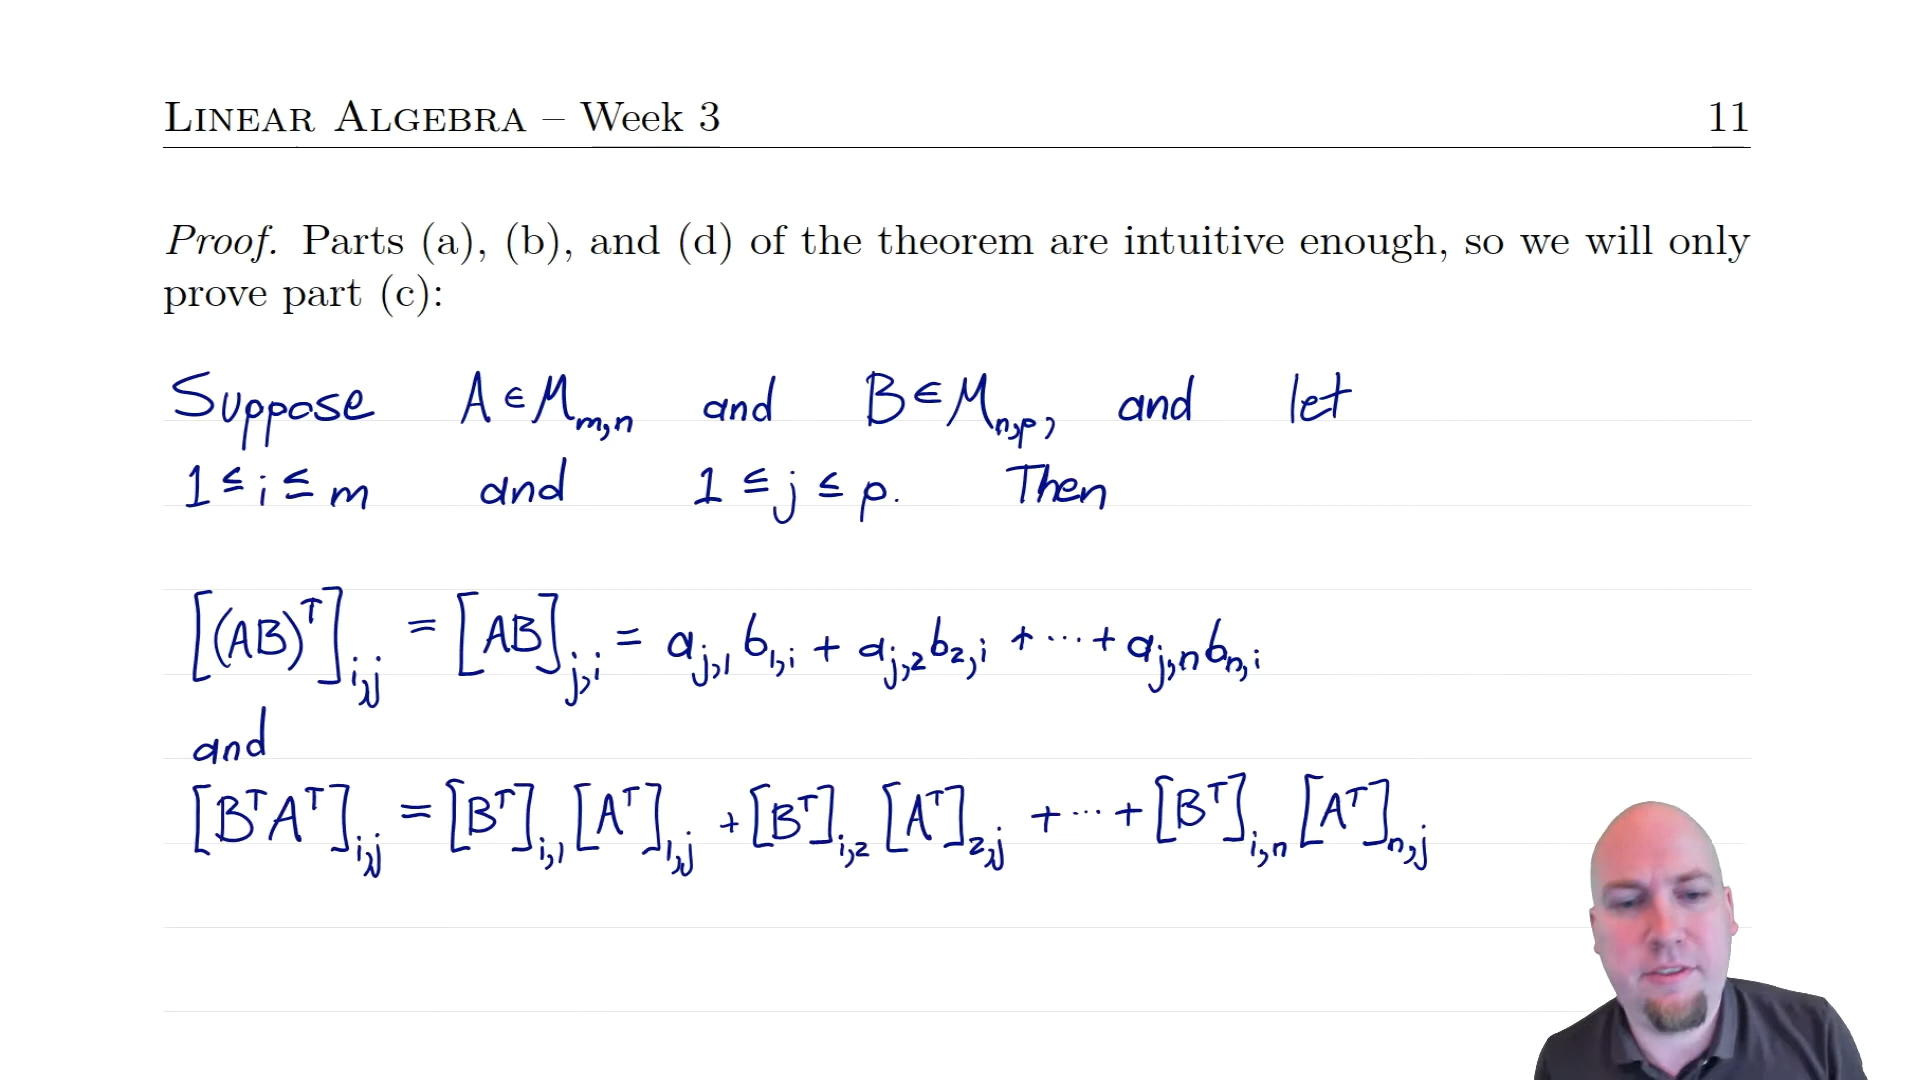 LINEAR ALGEBRA – Week 3 11
Proof. Parts (a), (b), and (d) of the theorem are intuitive enough, so we will only
prove part (c):
Suppose A ∈ M_{m,n} and B ∈ M_{n,p}, and let
1 ≤ i ≤ m and 1 ≤ j ≤ p. Then
[(AB)^T]_{i,j} = [AB]_{j,i} = a_{j,1} b_{1,i} + a_{j,2} b_{2,i} + ⋯ + a_{j,n} b_{n,i}
and
[B^T A^T]_{i,j} = [B^T]_{i,1} [A^T]_{1,j} + [B^T]_{i,2} [A^T]_{2,j} + ⋯ + [B^T]_{i,n} [A^T]_{n,j}